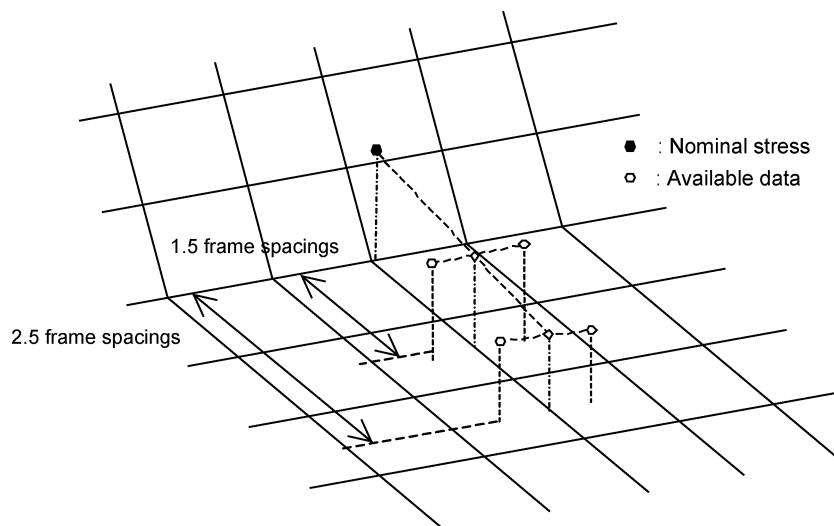 : Nominal stress
: Available data
1.5 frame spacings
2.5 frame spacings